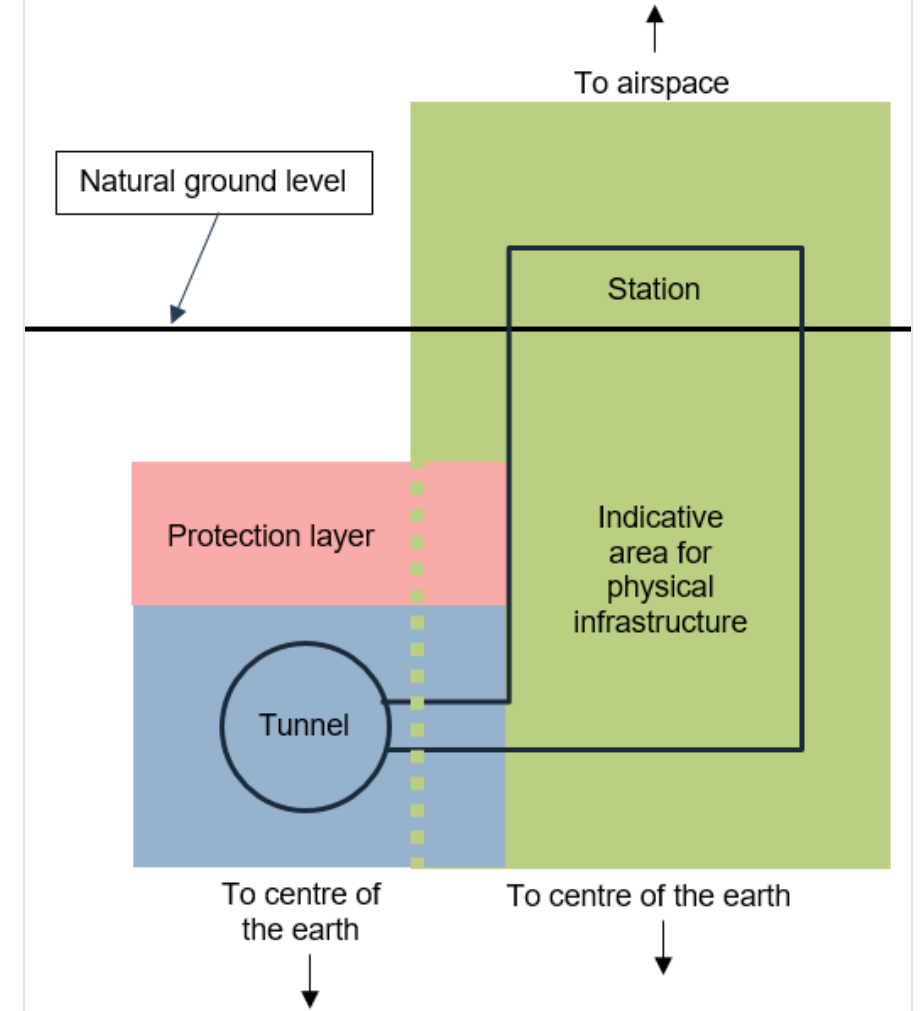 To airspace
Natural ground level
Station
Protection layer
Indicative
area for
physical
infrastructure
Tunnel
To centre of
the earth
To centre of the earth